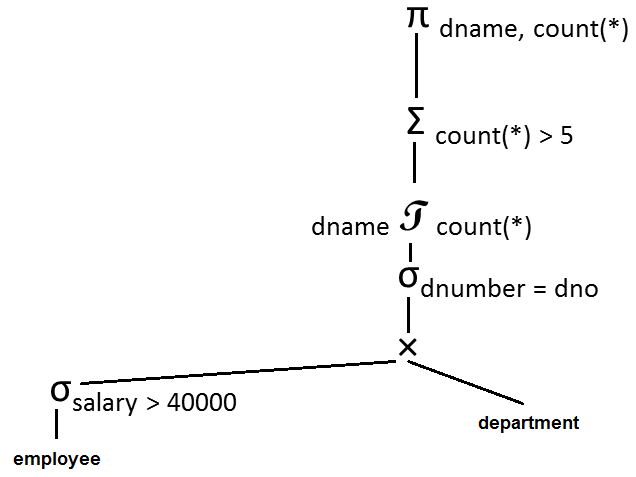 π dname, count(*)
Σ count(*) > 5
dname ℱ count(*)
σ dnumber = dno
×
σ salary > 40000
department
employee